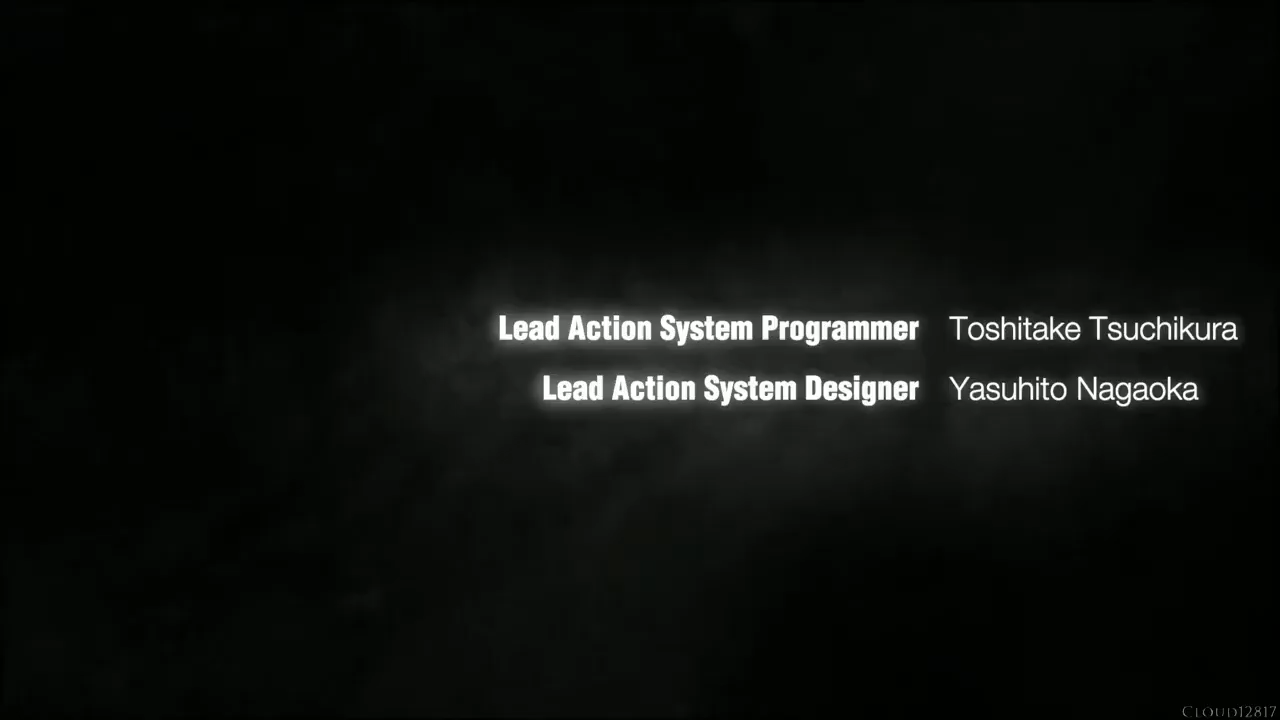 Lead Action System Programmer Toshitake Tsuchikura
Lead Action System Designer Yasuhito Nagaoka
Cloud12817